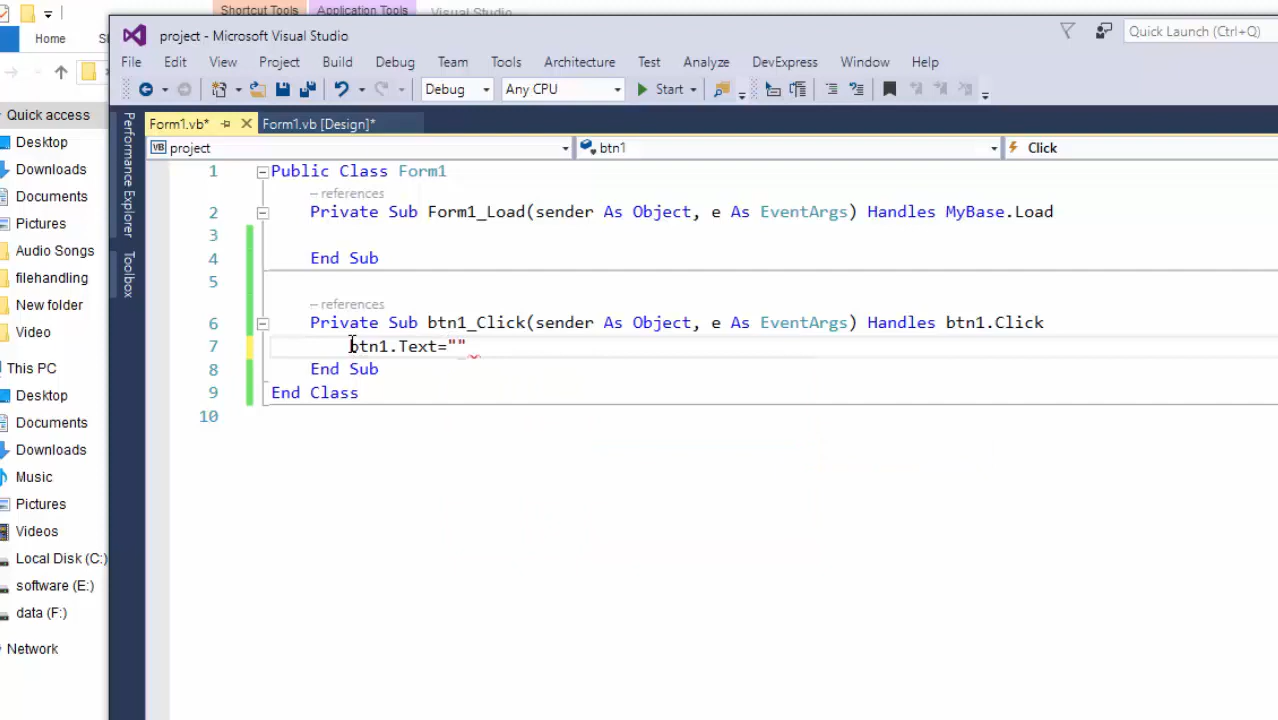 Shortcut Tools Application Tools Visual Studio
Home
project - Microsoft Visual Studio
Quick Launch (Ctrl+Q)
File Edit View Project Build Debug Team Tools Architecture Test Analyze DevExpress Window Help
Debug Any CPU Start
Quick access
Desktop
Downloads
Documents
Pictures
Audio Songs
filehandling
New folder
Video
This PC
Desktop
Documents
Downloads
Music
Pictures
Videos
Local Disk (C:)
software (E:)
data (F:)
Network
Performance Explorer
Toolbox
Form1.vb* Form1.vb [Design]*
VB project btn1 Click
1 Public Class Form1
-- references
2 Private Sub Form1_Load(sender As Object, e As EventArgs) Handles MyBase.Load
3
4 End Sub
5
-- references
6 Private Sub btn1_Click(sender As Object, e As EventArgs) Handles btn1.Click
7 btn1.Text=""
8 End Sub
9 End Class
10